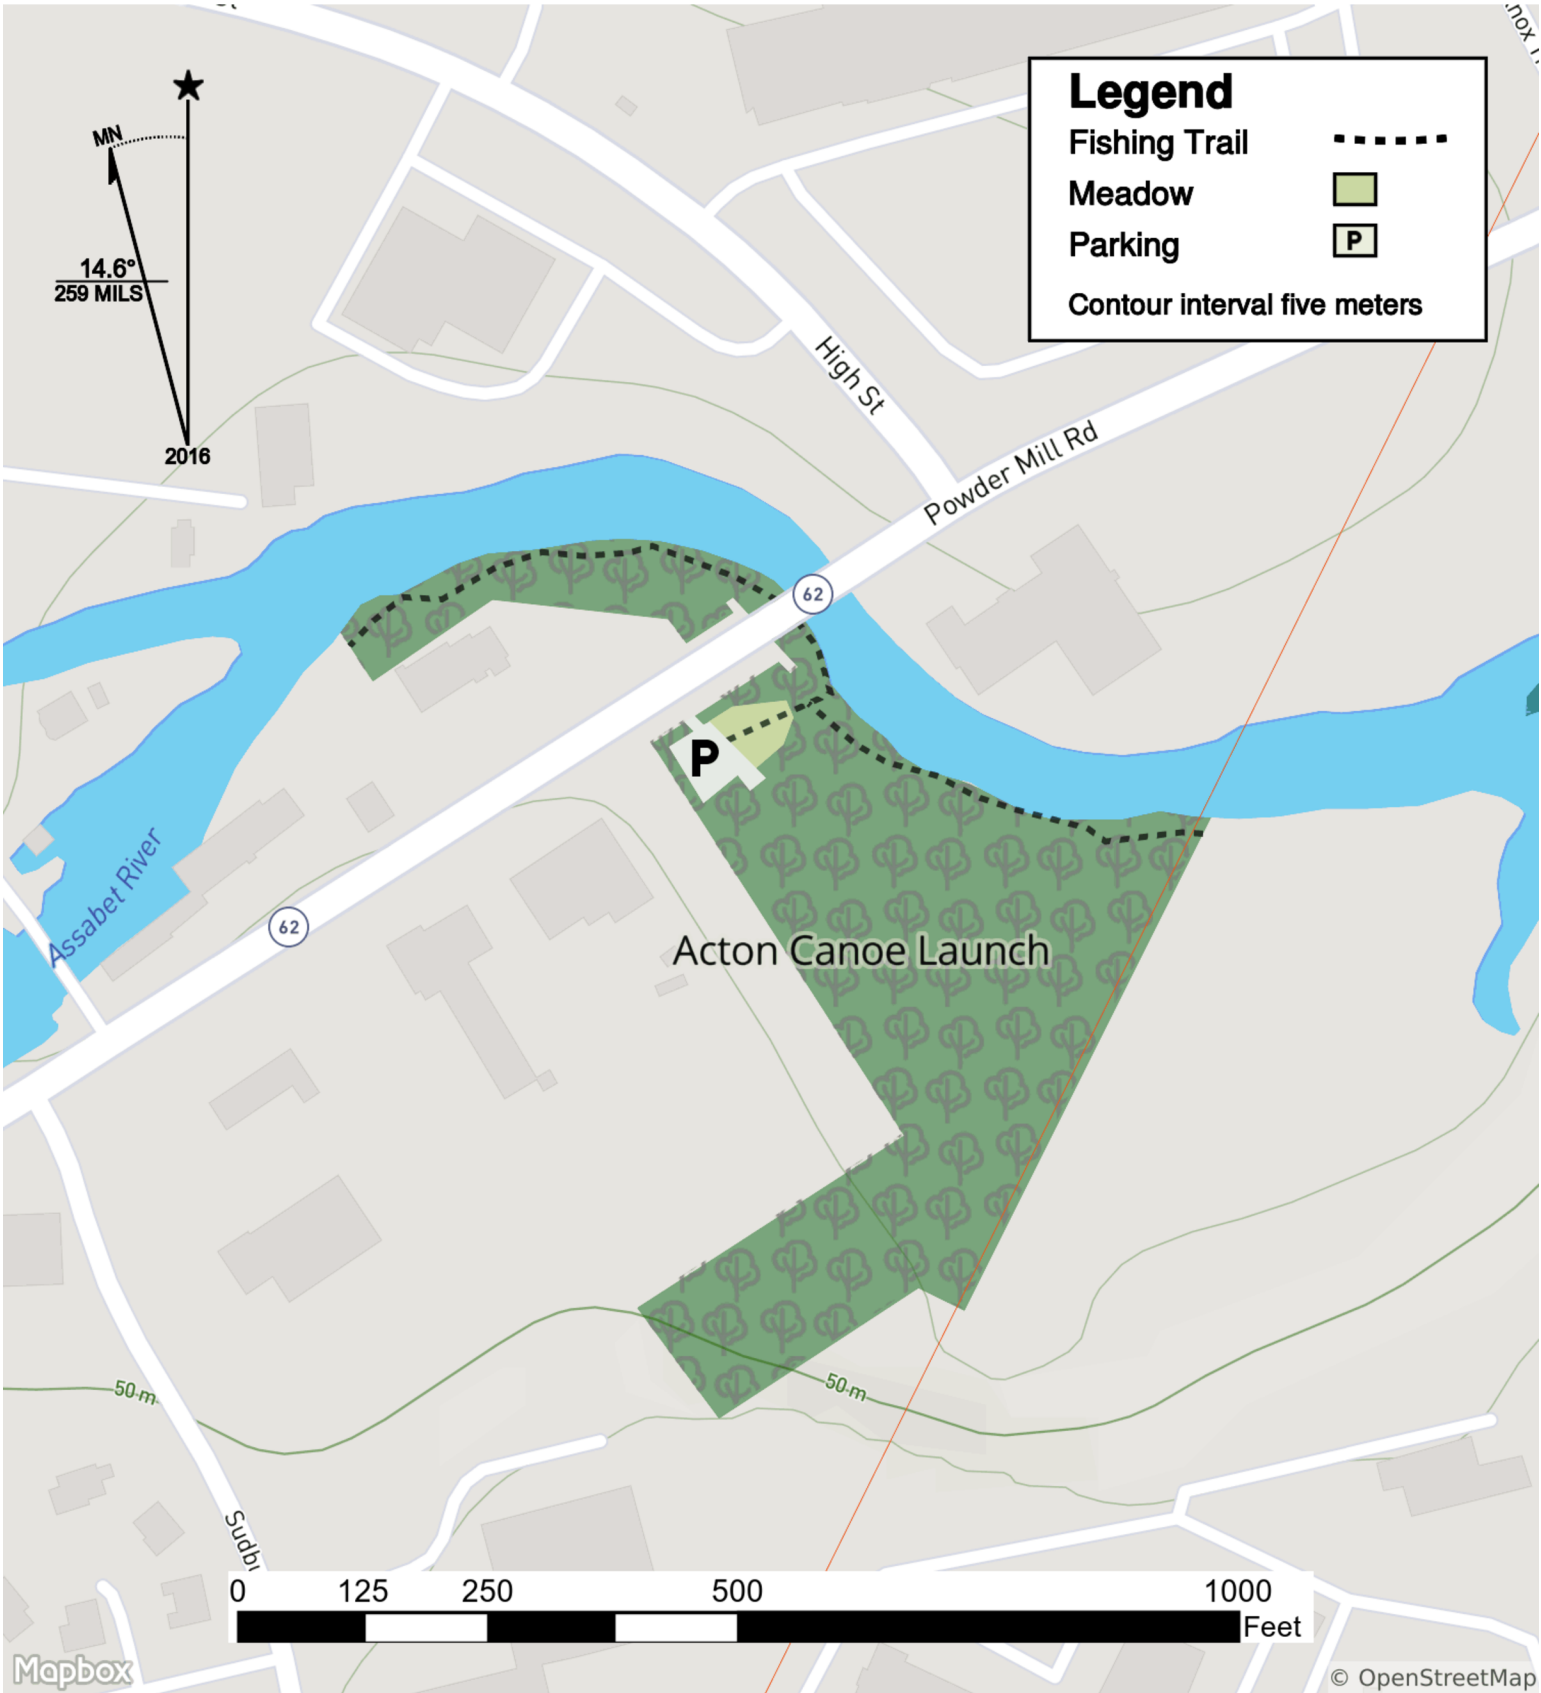 Legend
Fishing Trail
Meadow
Parking P
Contour interval five meters
MN
14.6°
259 MILS
2016
High St
Powder Mill Rd
62
P
Assabet River
62
Acton Canoe Launch
50 m
50 m
0 125 250 500 1000
Feet
Mapbox
© OpenStreetMap